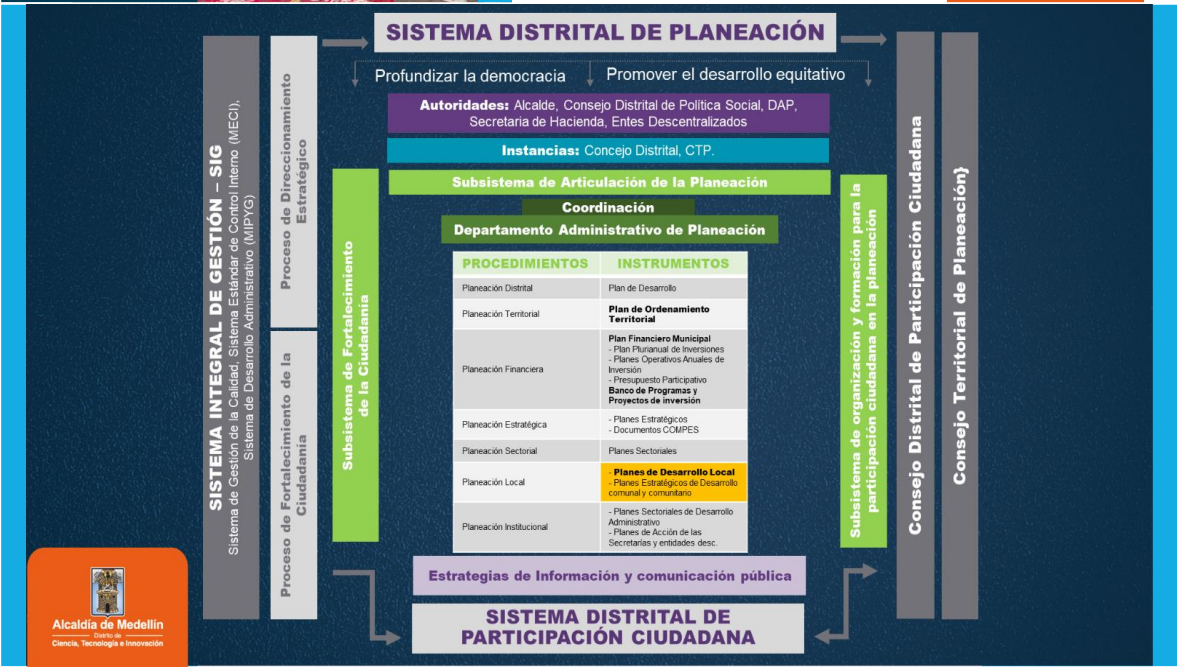 SISTEMA DISTRITAL DE PLANEACIÓN
Profundizar la democracia
Promover el desarrollo equitativo
Autoridades: Alcalde, Consejo Distrital de Política Social, DAP,
Secretaria de Hacienda, Entes Descentralizados
Instancias: Concejo Distrital, CTP.
Subsistema de Articulación de la Planeación
Coordinación
Departamento Administrativo de Planeación
PROCEDIMIENTOS
INSTRUMENTOS
Planeación Distrital
Plan de Desarrollo
Planeación Territorial
Plan de Ordenamiento
Territorial
Planeación Financiera
Plan Financiero Municipal
- Plan Plurianual de Inversiones
- Planes Operativos Anuales de
Inversión
- Presupuesto Participativo
Banco de Programas y
Proyectos de inversión
Planeación Estratégica
- Planes Estratégicos
- Documentos COMPES
Planeación Sectorial
Planes Sectoriales
Planeación Local
- Planes de Desarrollo Local
- Planes Estratégicos de Desarrollo
comunal y comunitario
Planeación Institucional
- Planes Sectoriales de Desarrollo
Administrativo
- Planes de Acción de las
Secretarías y entidades desc.
Estrategias de Información y comunicación pública
SISTEMA DISTRITAL DE
PARTICIPACIÓN CIUDADANA
SISTEMA INTEGRAL DE GESTIÓN – SIG
Sistema de Gestión de la Calidad, Sistema Estándar de Control Interno (MECI),
Sistema de Desarrollo Administrativo (MIPYG)
Proceso de Direccionamiento
Estratégico
Proceso de Fortalecimiento de la
Ciudadanía
Subsistema de Fortalecimiento
de la Ciudadanía
Subsistema de organización y formación para la
participación ciudadana en la planeación
Consejo Distrital de Participación Ciudadana
Consejo Territorial de Planeación}
Alcaldía de Medellín
Distrito de
Ciencia, Tecnología e Innovación